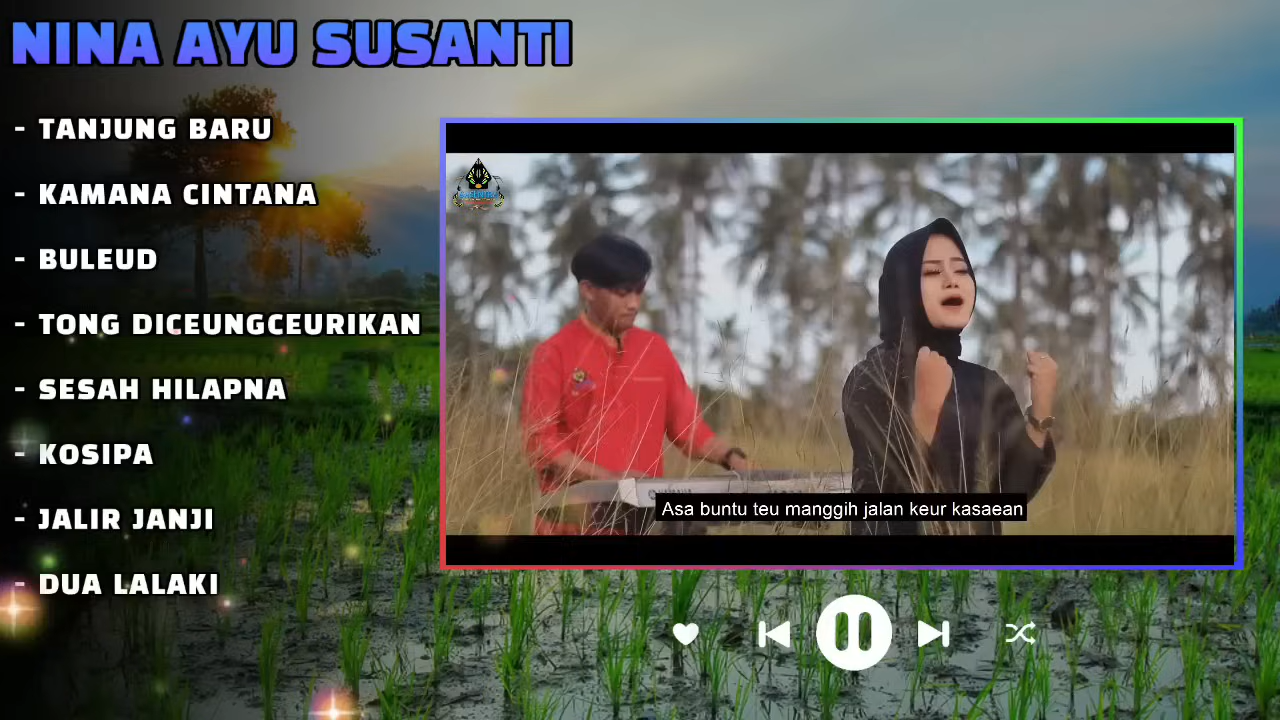 NINA AYU SUSANTI
- TANJUNG BARU
- KAMANA CINTANA
- BULEUD
- TONG DICEUNGCEURIKAN
- SESAH HILAPNA
- KOSIPA
- JALIR JANJI
- DUA LALAKI
Asa buntu teu manggih jalan keur kasaean